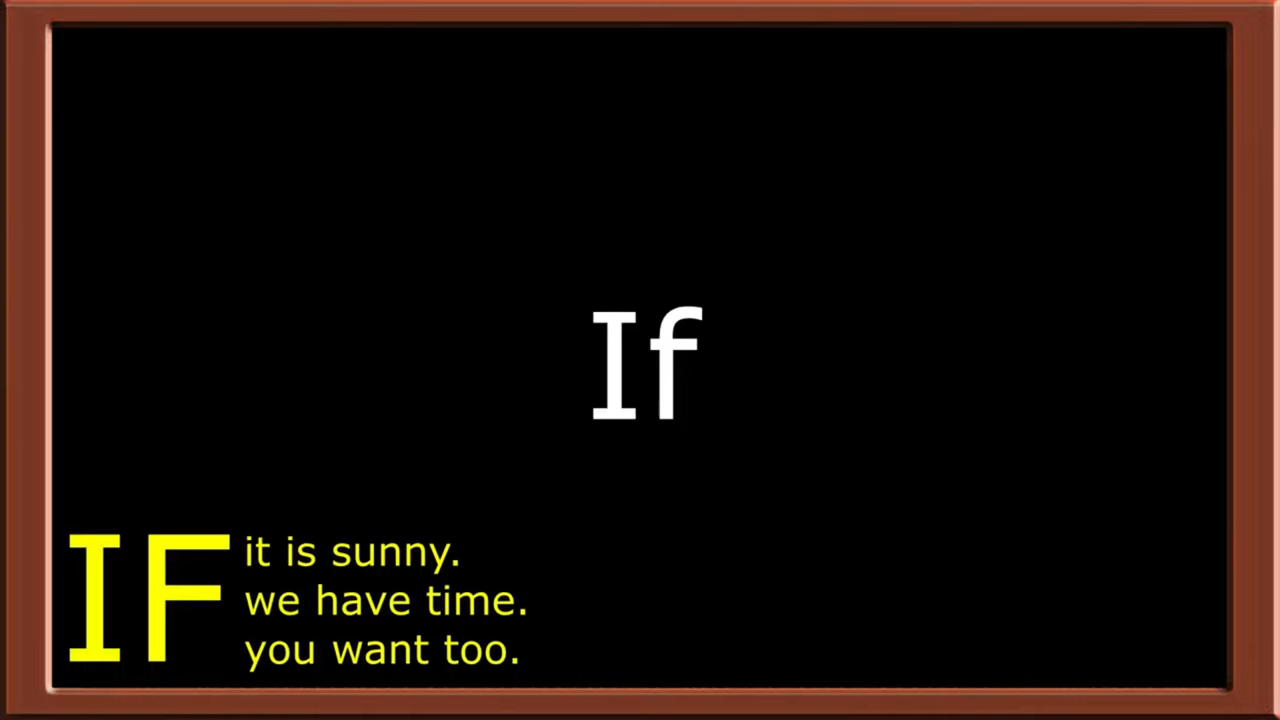 If
IF
it is sunny.
we have time.
you want too.